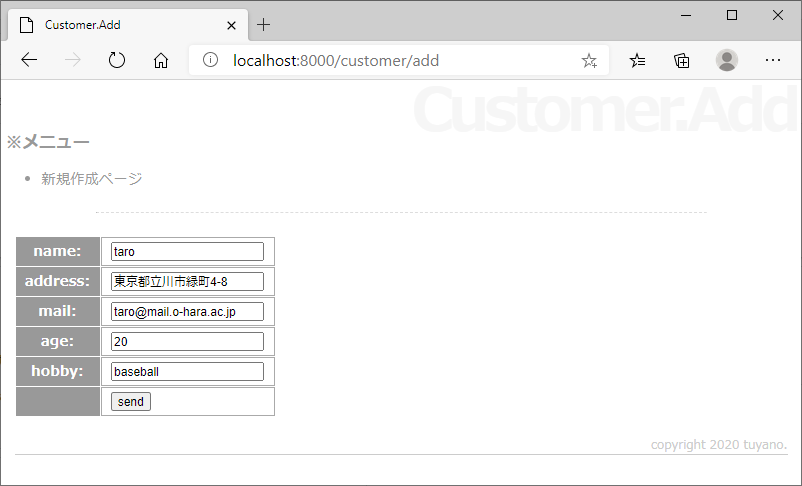 Customer.Add
localhost:8000/customer/add
Customer.Add
※メニュー
• 新規作成ページ
name: taro
address: 東京都立川市緑町4-8
mail: taro@mail.o-hara.ac.jp
age: 20
hobby: baseball
send
copyright 2020 tuyano.